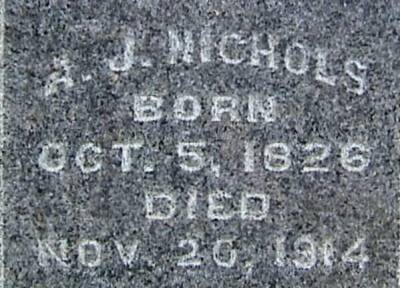 A. J. NICHOLS
BORN
OCT. 5, 1826
DIED
NOV. 26, 1914